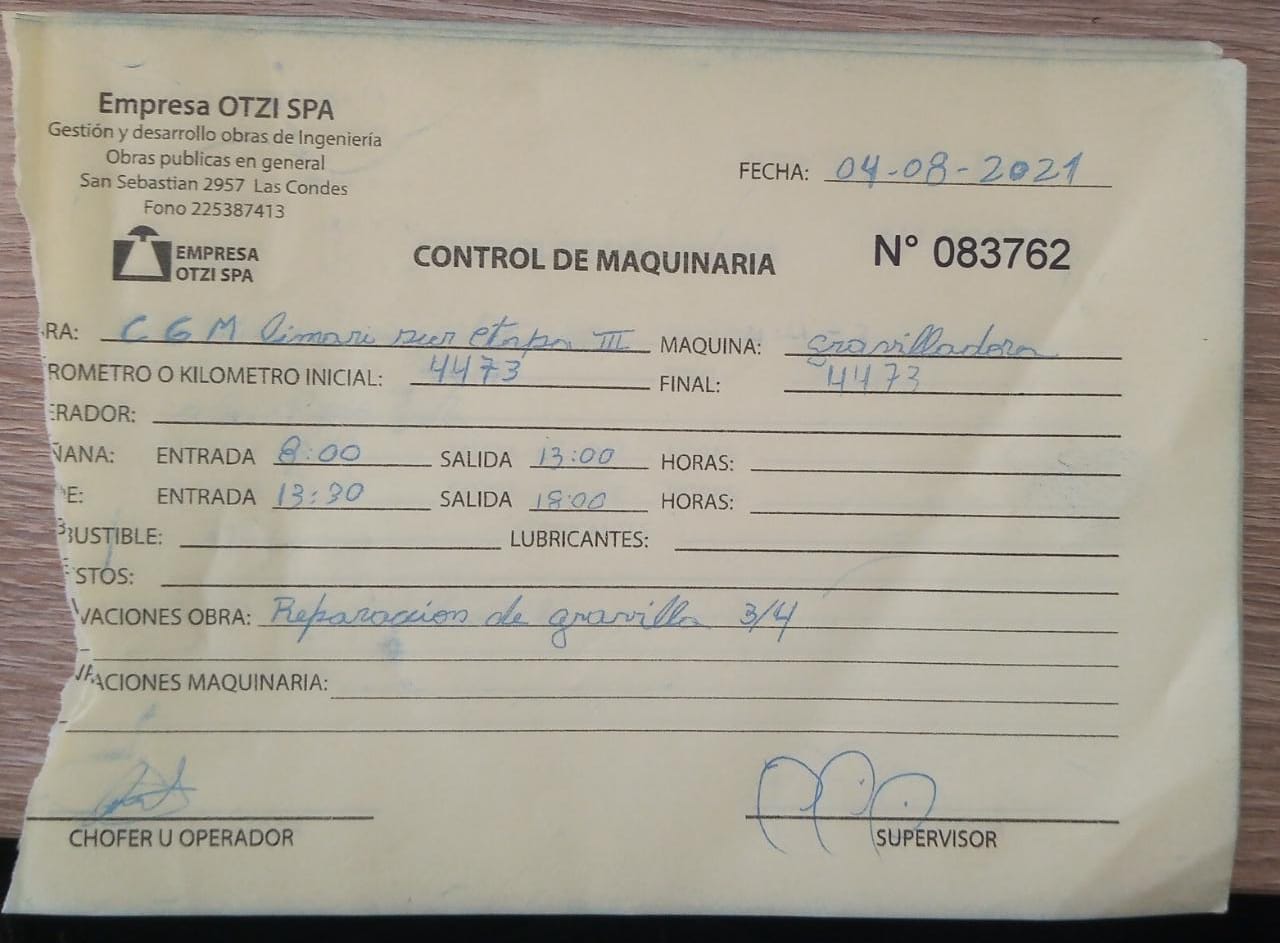 Empresa OTZI SPA
Gestión y desarrollo obras de Ingeniería
Obras publicas en general
San Sebastian 2957 Las Condes
Fono 225387413
FECHA: 04-08-2021
EMPRESA
OTZI SPA
CONTROL DE MAQUINARIA
N° 083762
RA: C G M limari sur etapa III MAQUINA: gravilladora
ROMETRO O KILOMETRO INICIAL: 4473 FINAL: 4473
ERADOR:
ÑANA: ENTRADA 8:00 SALIDA 13:00 HORAS:
E: ENTRADA 13:30 SALIDA 18:00 HORAS:
BUSTIBLE: LUBRICANTES:
STOS:
VACIONES OBRA: Reparaccion de gravilla 3/4
VACIONES MAQUINARIA:
CHOFER U OPERADOR
SUPERVISOR